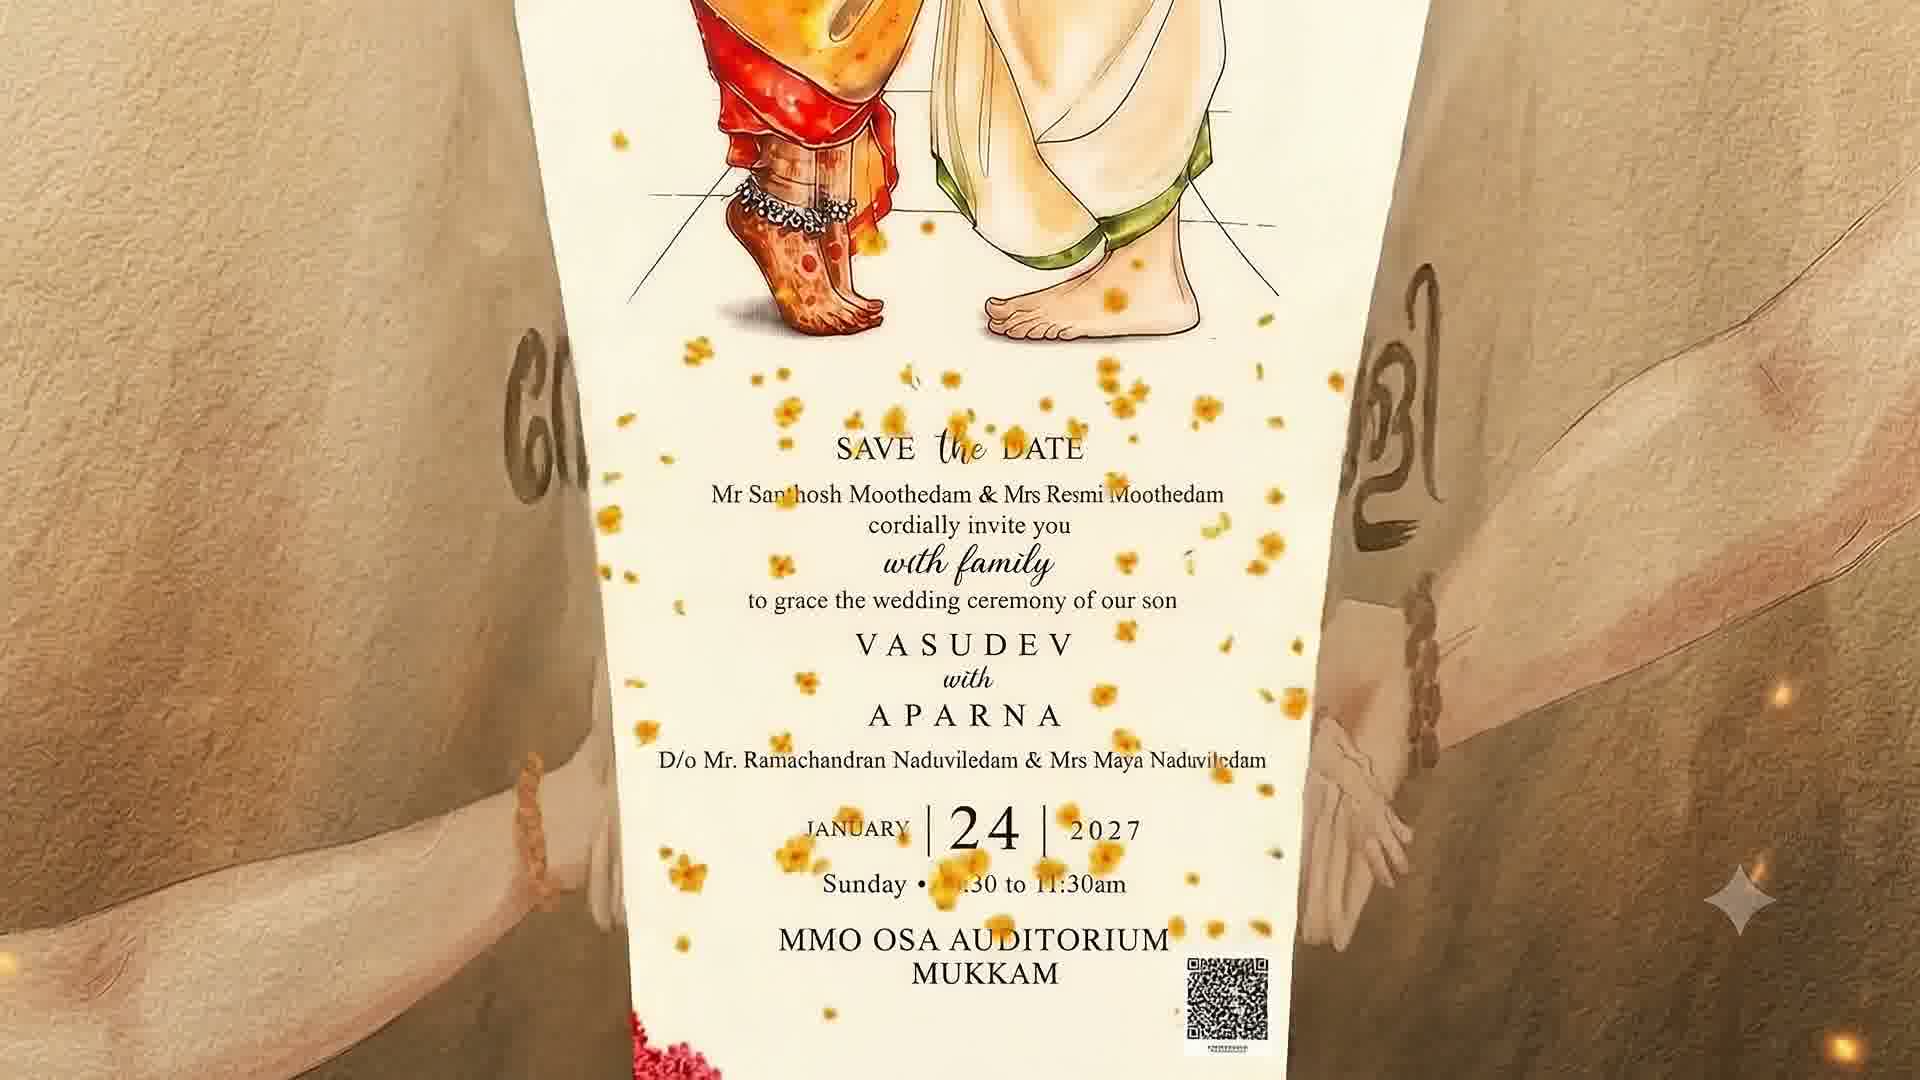 SAVE the DATE
Mr Santhosh Moothedam & Mrs Resmi Moothedam
cordially invite you
with family
to grace the wedding ceremony of our son
VASUDEV
with
APARNA
D/o Mr. Ramachandran Naduviledam & Mrs Maya Naduviledam
JANUARY | 24 | 2027
Sunday • :30 to 11:30am
MMO OSA AUDITORIUM
MUKKAM